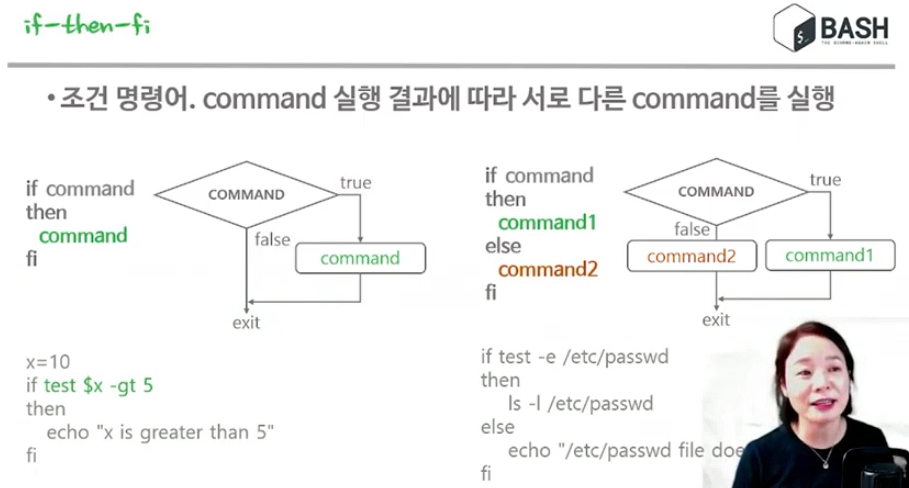 if-then-fi
BASH
THE BOURNE-AGAIN SHELL
• 조건 명령어. command 실행 결과에 따라 서로 다른 command를 실행
if command
then
command
fi
COMMAND
true
false
command
exit
x=10
if test $x -gt 5
then
echo "x is greater than 5"
fi
if command
then
command1
else
command2
fi
COMMAND
true
false
command2
command1
exit
if test -e /etc/passwd
then
ls -l /etc/passwd
else
echo "/etc/passwd file doe
fi